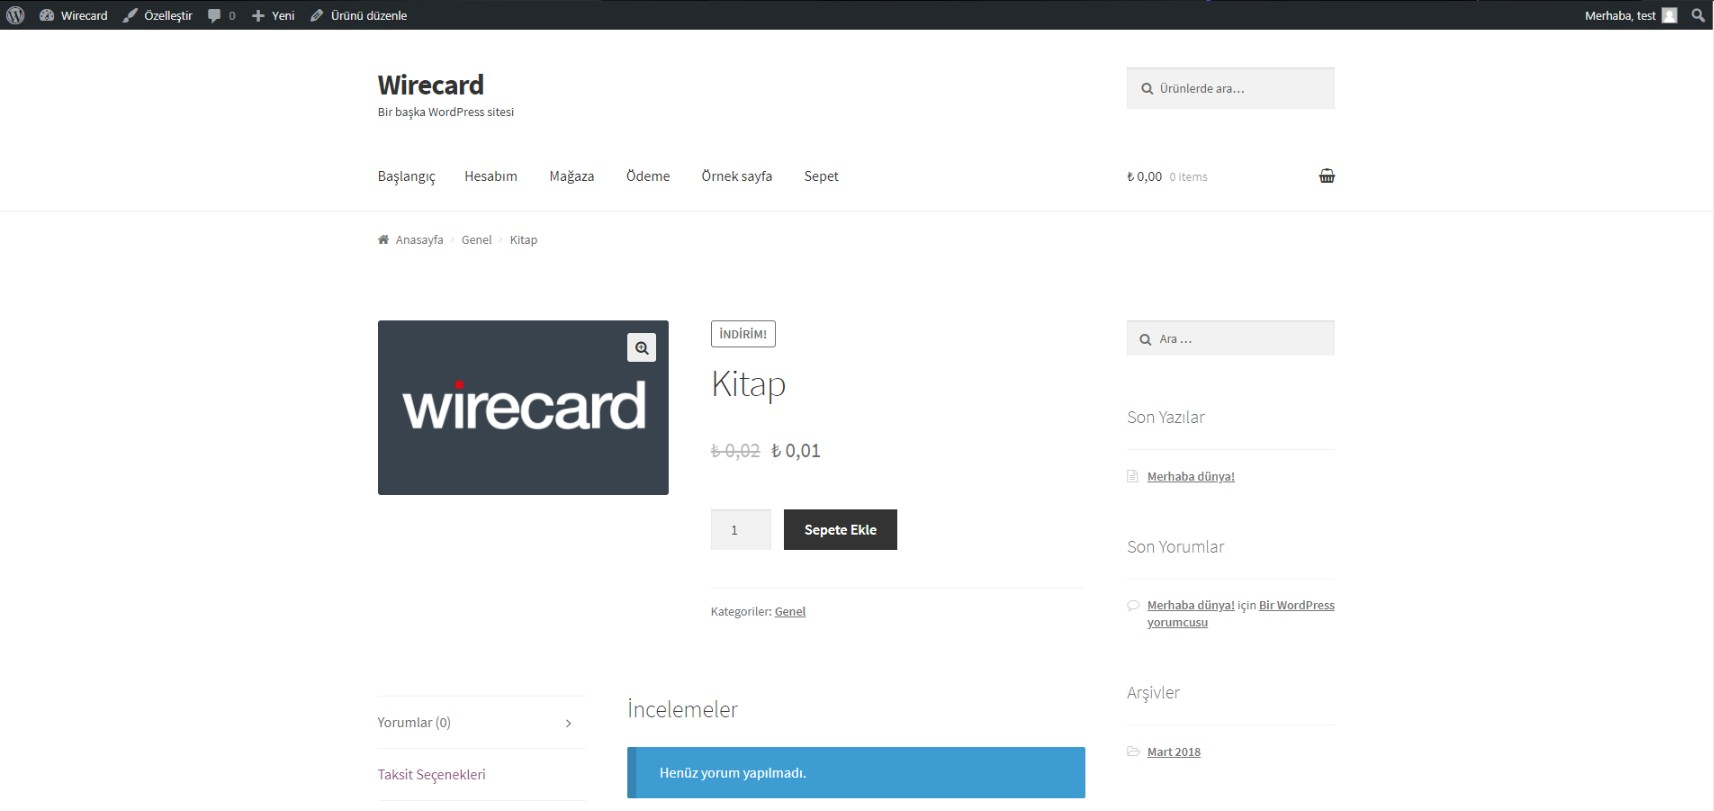 Wirecard Özelleştir 0 Yeni Ürünü düzenle Merhaba, test
Wirecard
Bir başka WordPress sitesi
Ürünlerde ara…
Başlangıç Hesabım Mağaza Ödeme Örnek sayfa Sepet
₺ 0,00 0 items
Anasayfa Genel Kitap
wirecard
İNDİRİM!
Kitap
₺ 0,02 ₺ 0,01
1 Sepete Ekle
Kategoriler: Genel
Ara …
Son Yazılar
Merhaba dünya!
Son Yorumlar
Merhaba dünya! için Bir WordPress
yorumcusu
Arşivler
Mart 2018
Yorumlar (0)
Taksit Seçenekleri
İncelemeler
Henüz yorum yapılmadı.